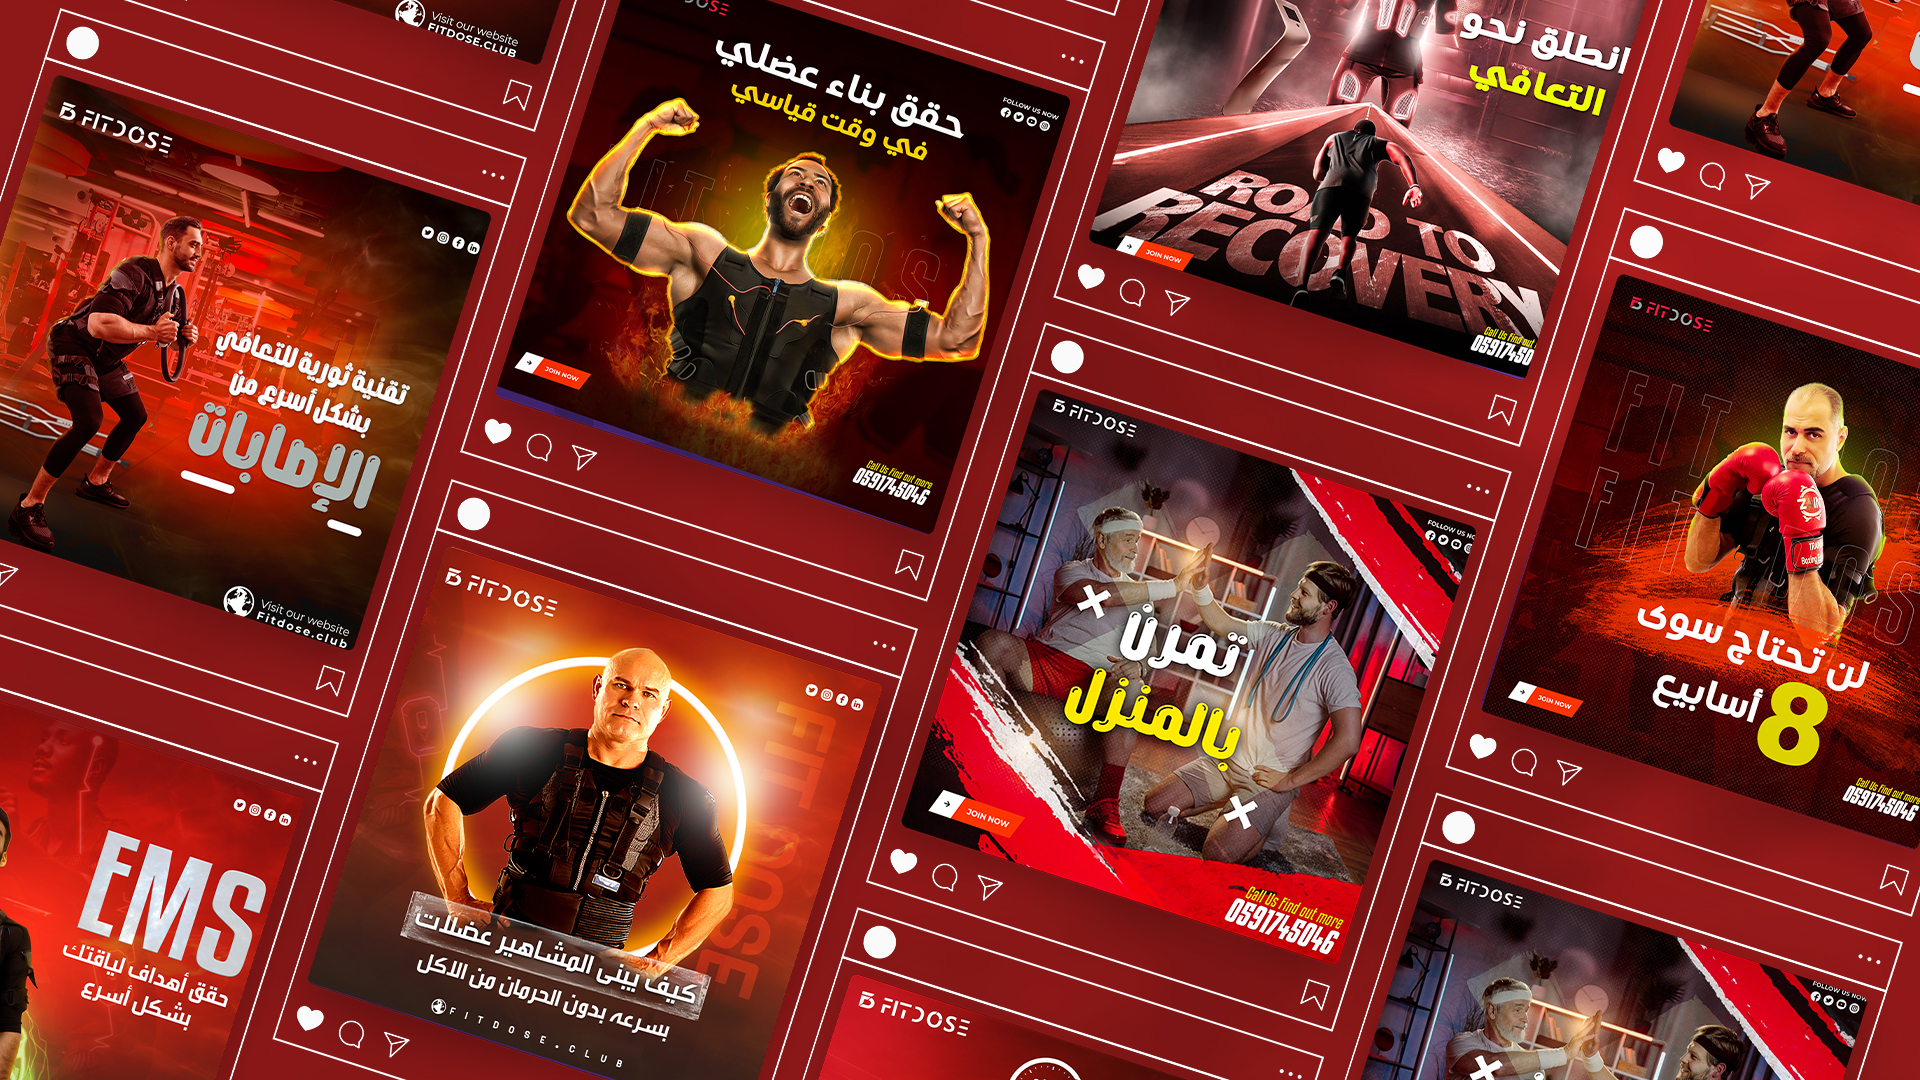 Visit our website
FITDOSE.CLUB
FITDOSE
تقنية ثورية للتعافي
بشكل أسرع من
الإصابات
Visit our website
Fitdose.club
حقق بناء عضلي
في وقت قياسي
FOLLOW US NOW
JOIN NOW
Call Us Find out more
0591745046
انطلق نحو
التعافي
ROAD TO
RECOVERY
JOIN NOW
Call Us Find out
05917450
FITDOSE
FIT
لن تحتاج سوى
8 أسابيع
JOIN NOW
Call Us Find out more
0591745046
FITDOSE
FOLLOW US NO
تمرن
بالمنزل
JOIN NOW
Call Us Find out more
0591745046
FITDOSE
FIT DOSE
كيف يبنى المشاهير عضلات
بسرعه بدون الحرمان من الاكل
FITDOSE.CLUB
EMS
حقق أهداف لياقتك
بشكل أسرع
FITDOSE
FITDOSE
FOLLOW US NOW